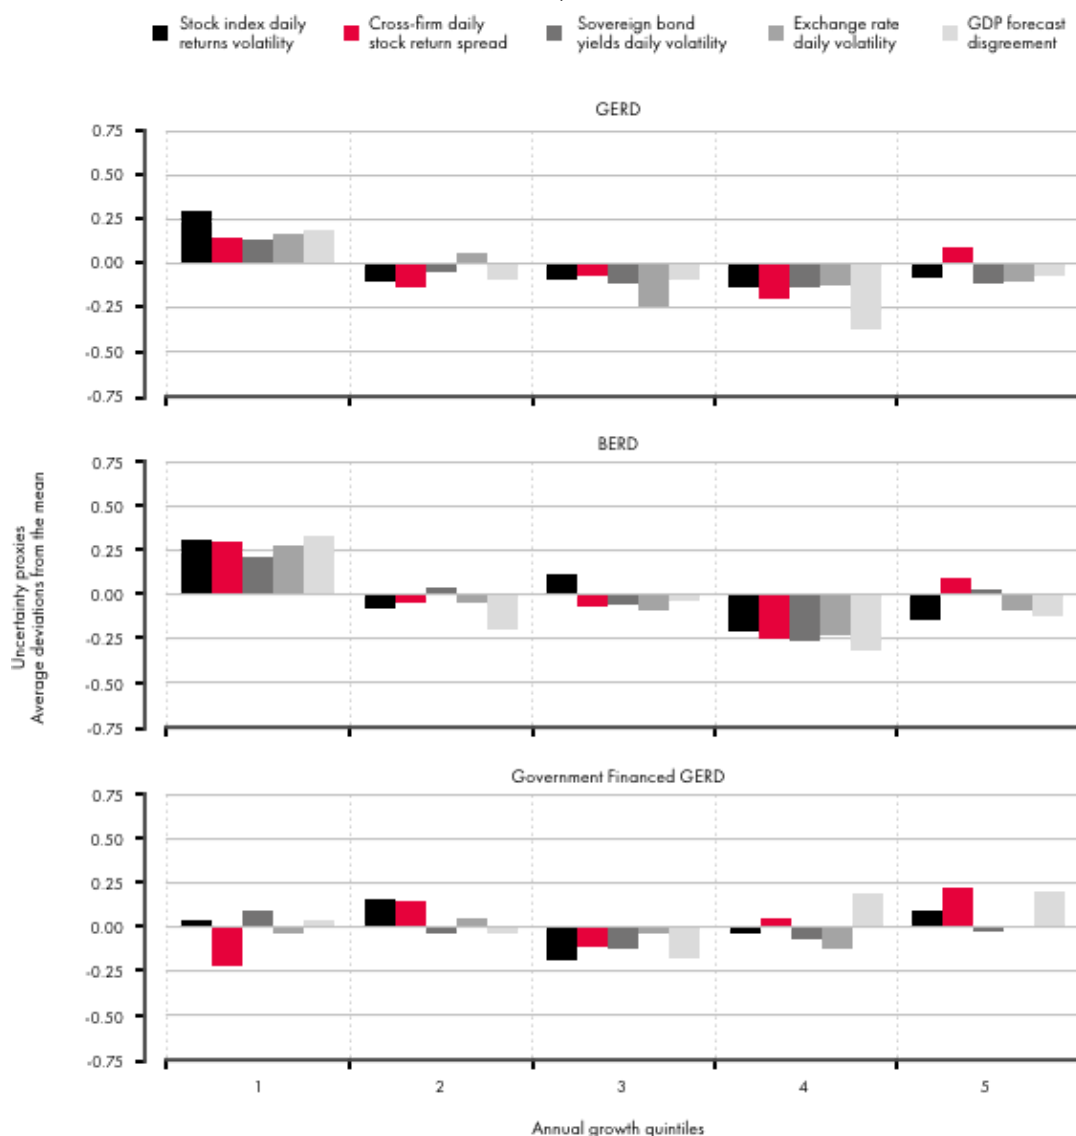 Stock index daily
returns volatility
Cross-firm daily
stock return spread
Sovereign bond
yields daily volatility
Exchange rate
daily volatility
GDP forecast
disgreement
GERD
0.75
0.50
0.25
0.00
-0.25
-0.50
-0.75
BERD
0.75
0.50
0.25
0.00
-0.25
-0.50
-0.75
Uncertainty proxies
Average deviations from the mean
Government Financed GERD
0.75
0.50
0.25
0.00
-0.25
-0.50
-0.75
1 2 3 4 5
Annual growth quintiles